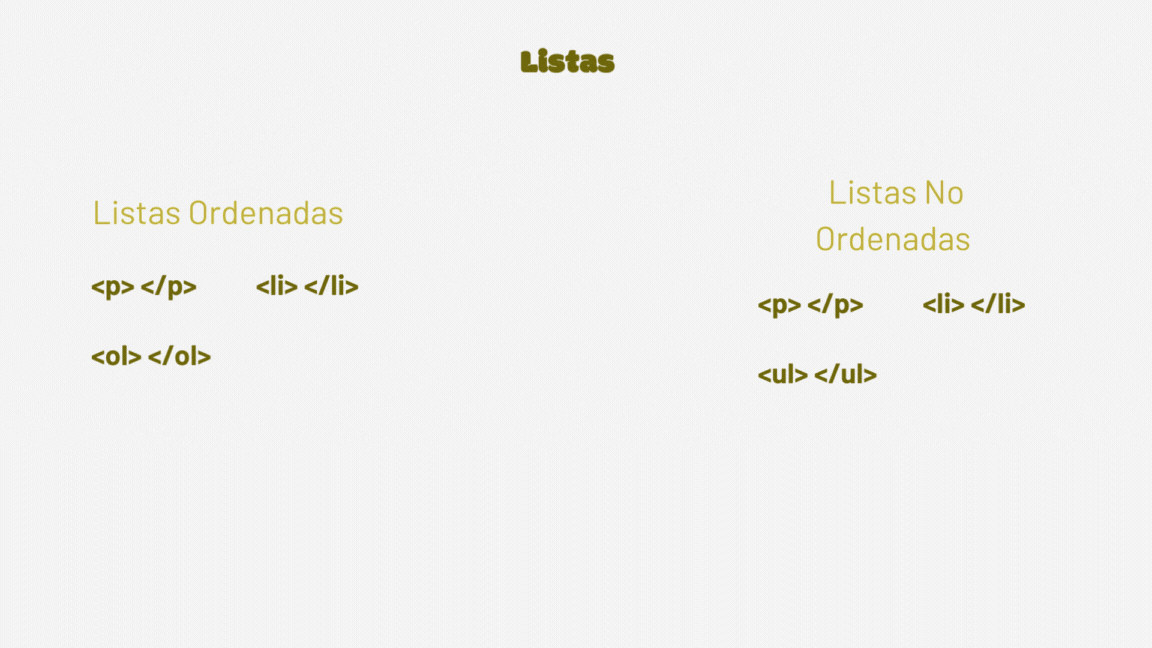 Listas
Listas Ordenadas
<p> </p> <li> </li>
<ol> </ol>
Listas No
Ordenadas
<p> </p> <li> </li>
<ul> </ul>